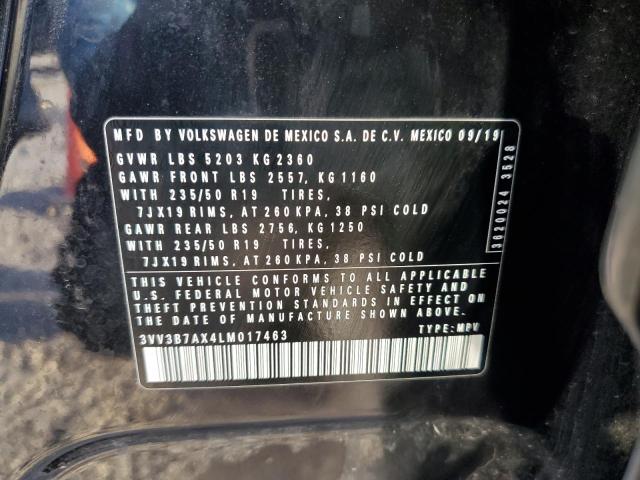 MFD BY VOLKSWAGEN DE MEXICO S.A. DE C.V. MEXICO 09/19
GVWR LBS 5203 KG 2360
GAWR FRONT LBS 2557, KG 1160
WITH 235/50 R19 TIRES,
7JX19 RIMS, AT 260 KPA, 38 PSI COLD
GAWR REAR LBS 2756, KG 1250
WITH 235/50 R19 TIRES,
7JX19 RIMS, AT 260 KPA, 38 PSI COLD
THIS VEHICLE CONFORMS TO ALL APPLICABLE
U.S. FEDERAL MOTOR VEHICLE SAFETY AND
THEFT PREVENTION STANDARDS IN EFFECT ON
THE DATE OF MANUFACTURE SHOWN ABOVE.
3VV3B7AX4LM017463 TYPE: MPV
3620024 3528